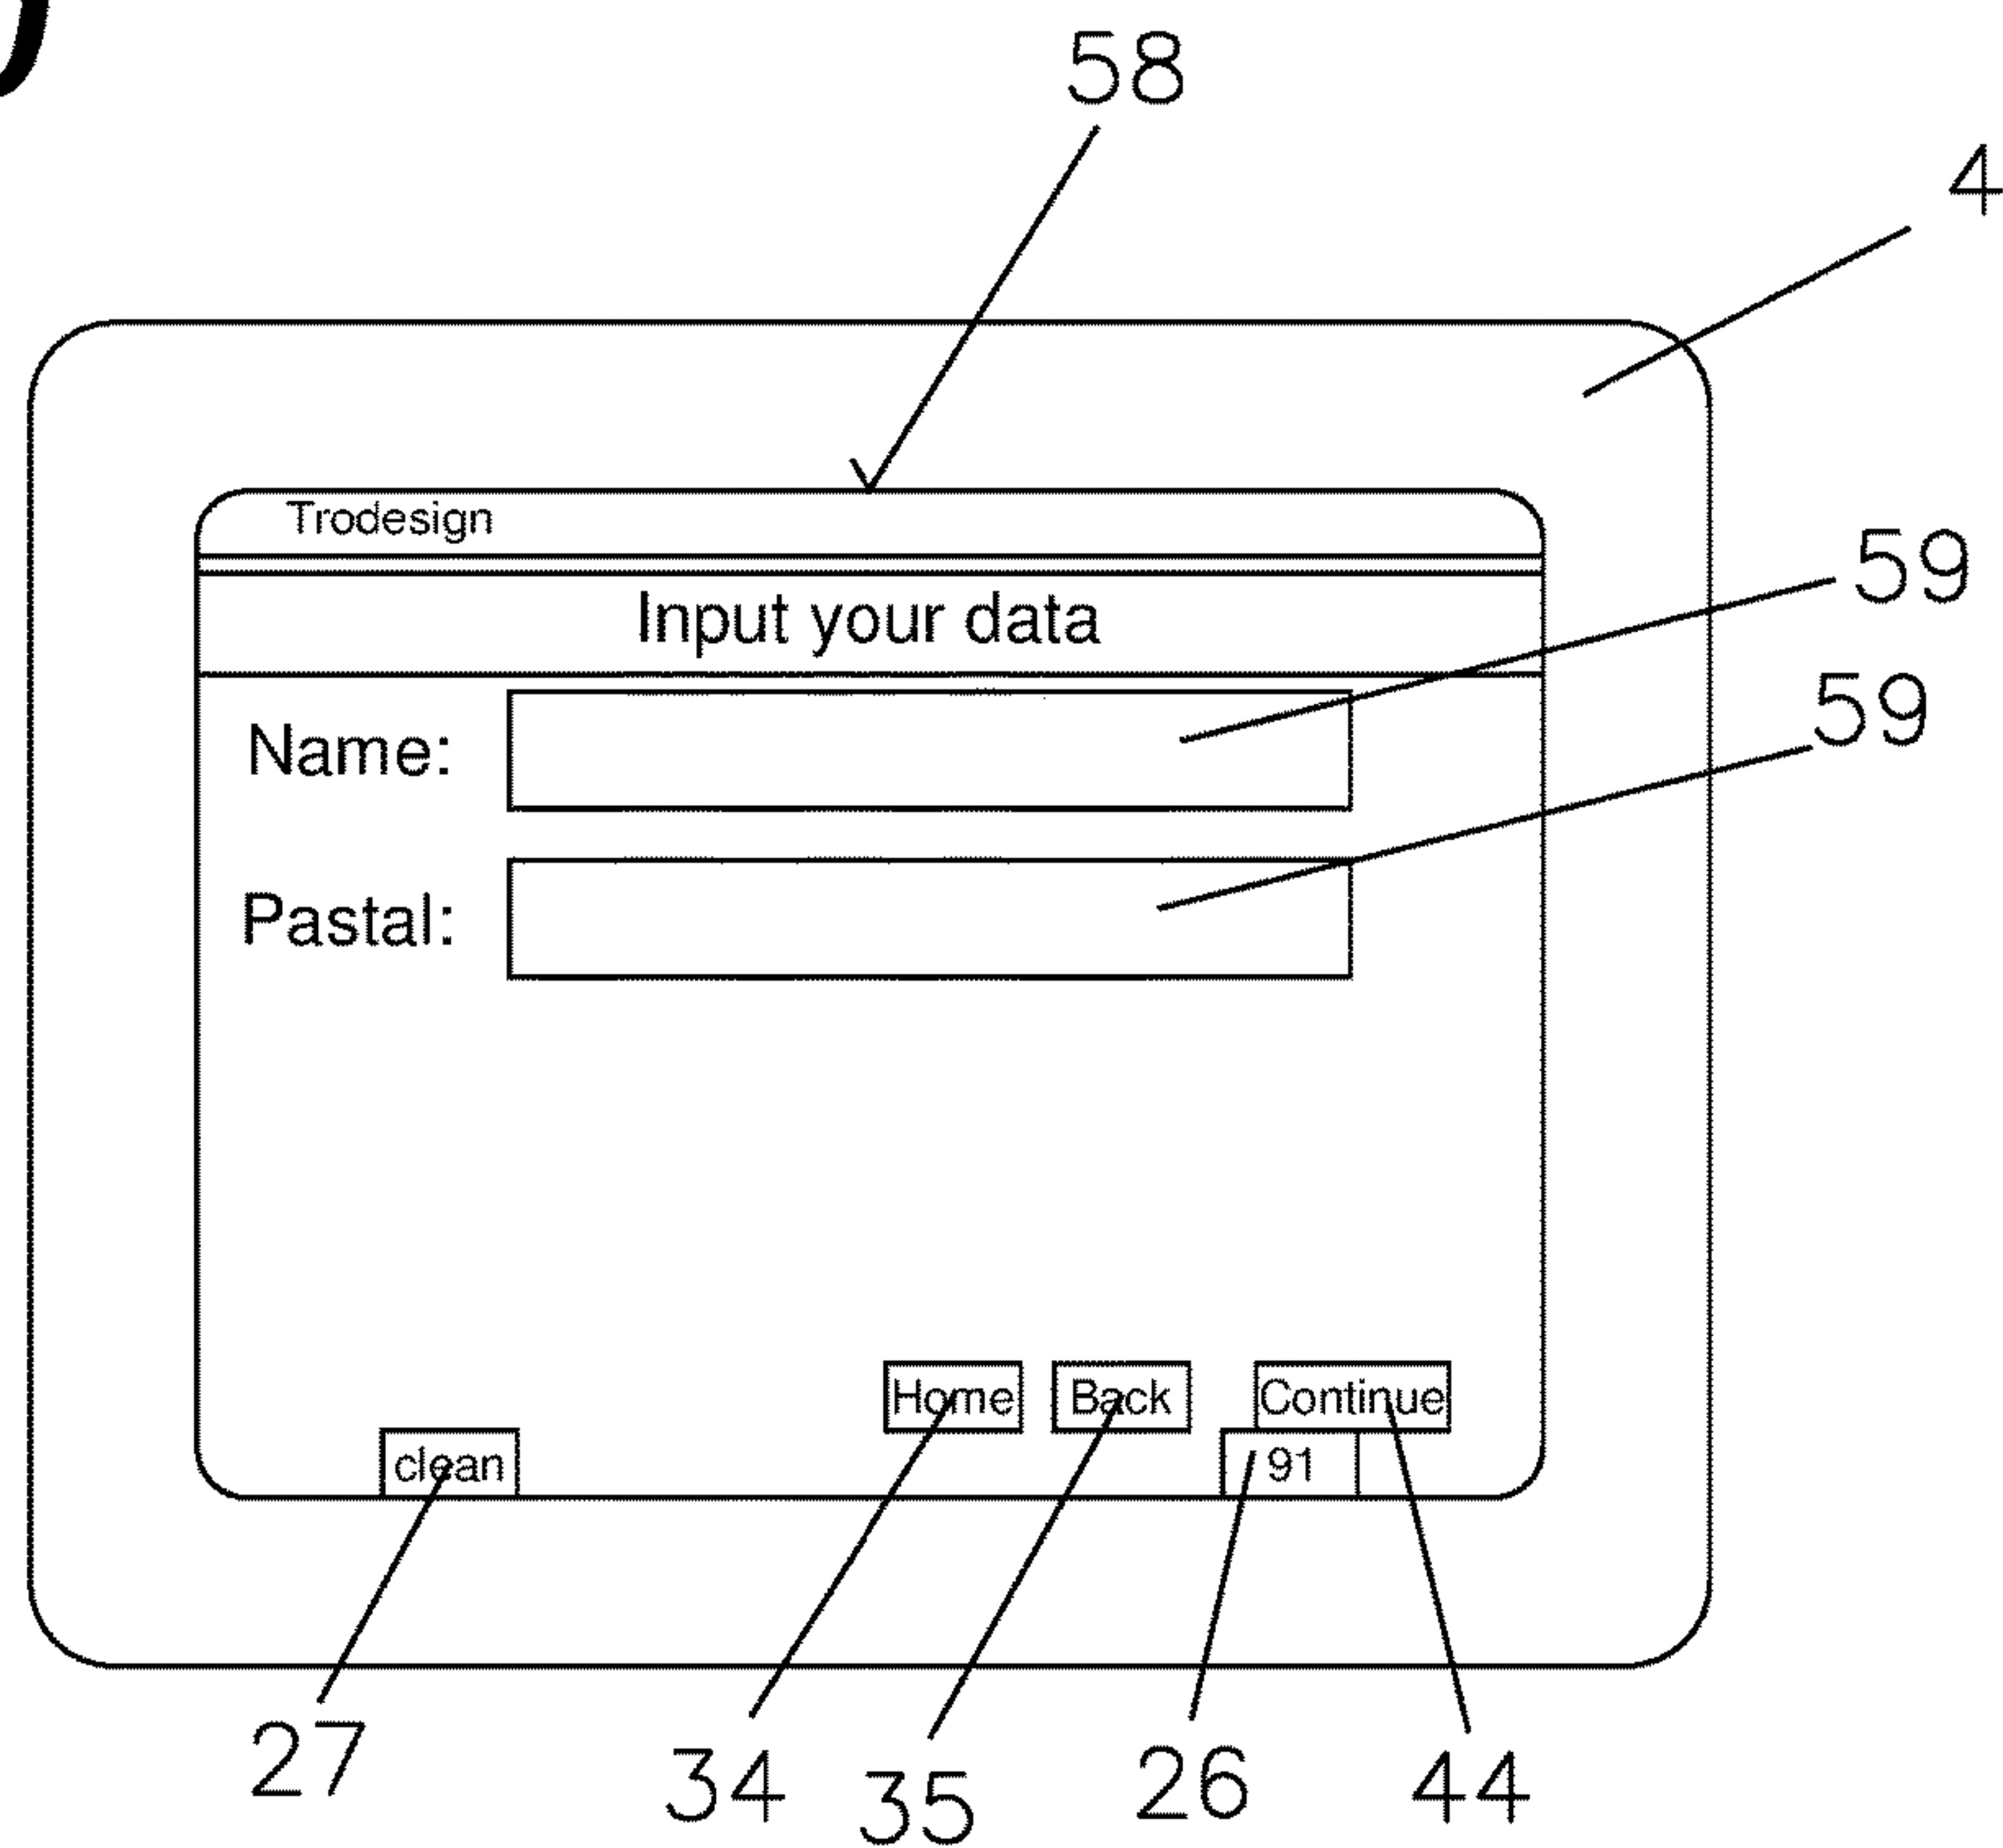 58
4
Trodesign
Input your data
59
Name:
59
Pastal:
Home Back Continue
clean 91
27 34 35 26 44